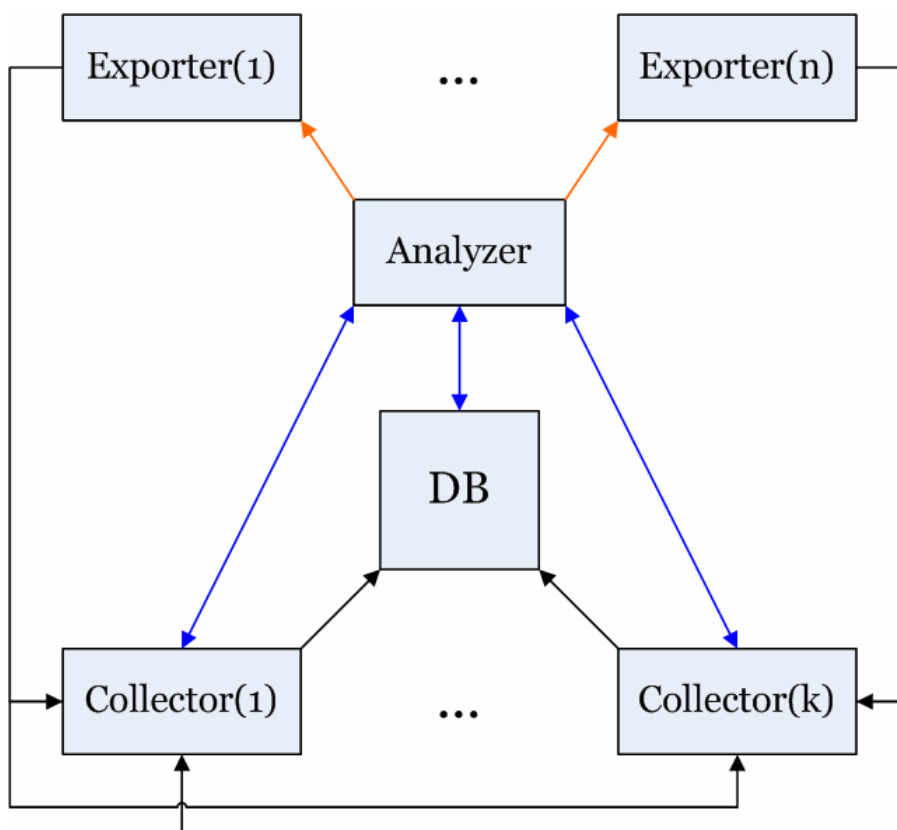 Exporter(1)
...
Exporter(n)
Analyzer
DB
Collector(1)
...
Collector(k)